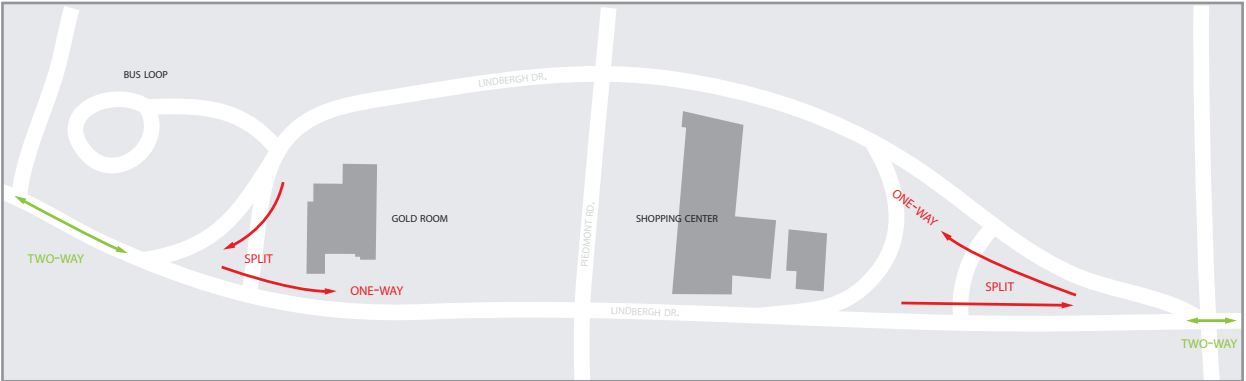 BUS LOOP
LINDBERGH DR.
ONE-WAY
GOLD ROOM
SHOPPING CENTER
PIEDMONT RD.
TWO-WAY
SPLIT
ONE-WAY
SPLIT
LINDBERGH DR.
TWO-WAY